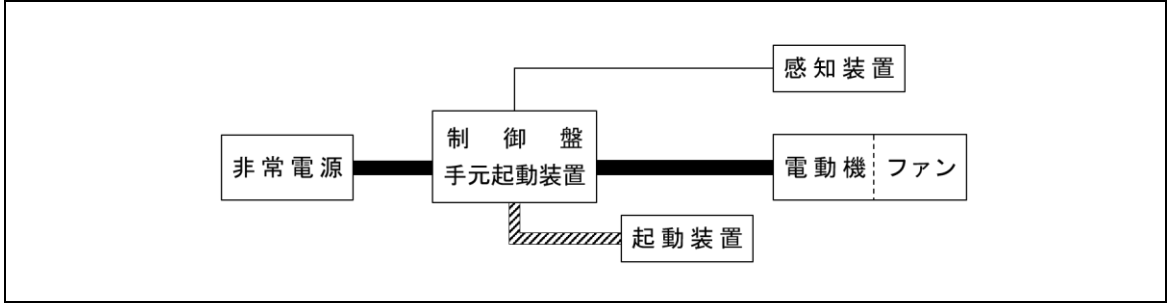 感知装置
制御盤
手元起動装置
非常電源
電動機 ファン
起動装置